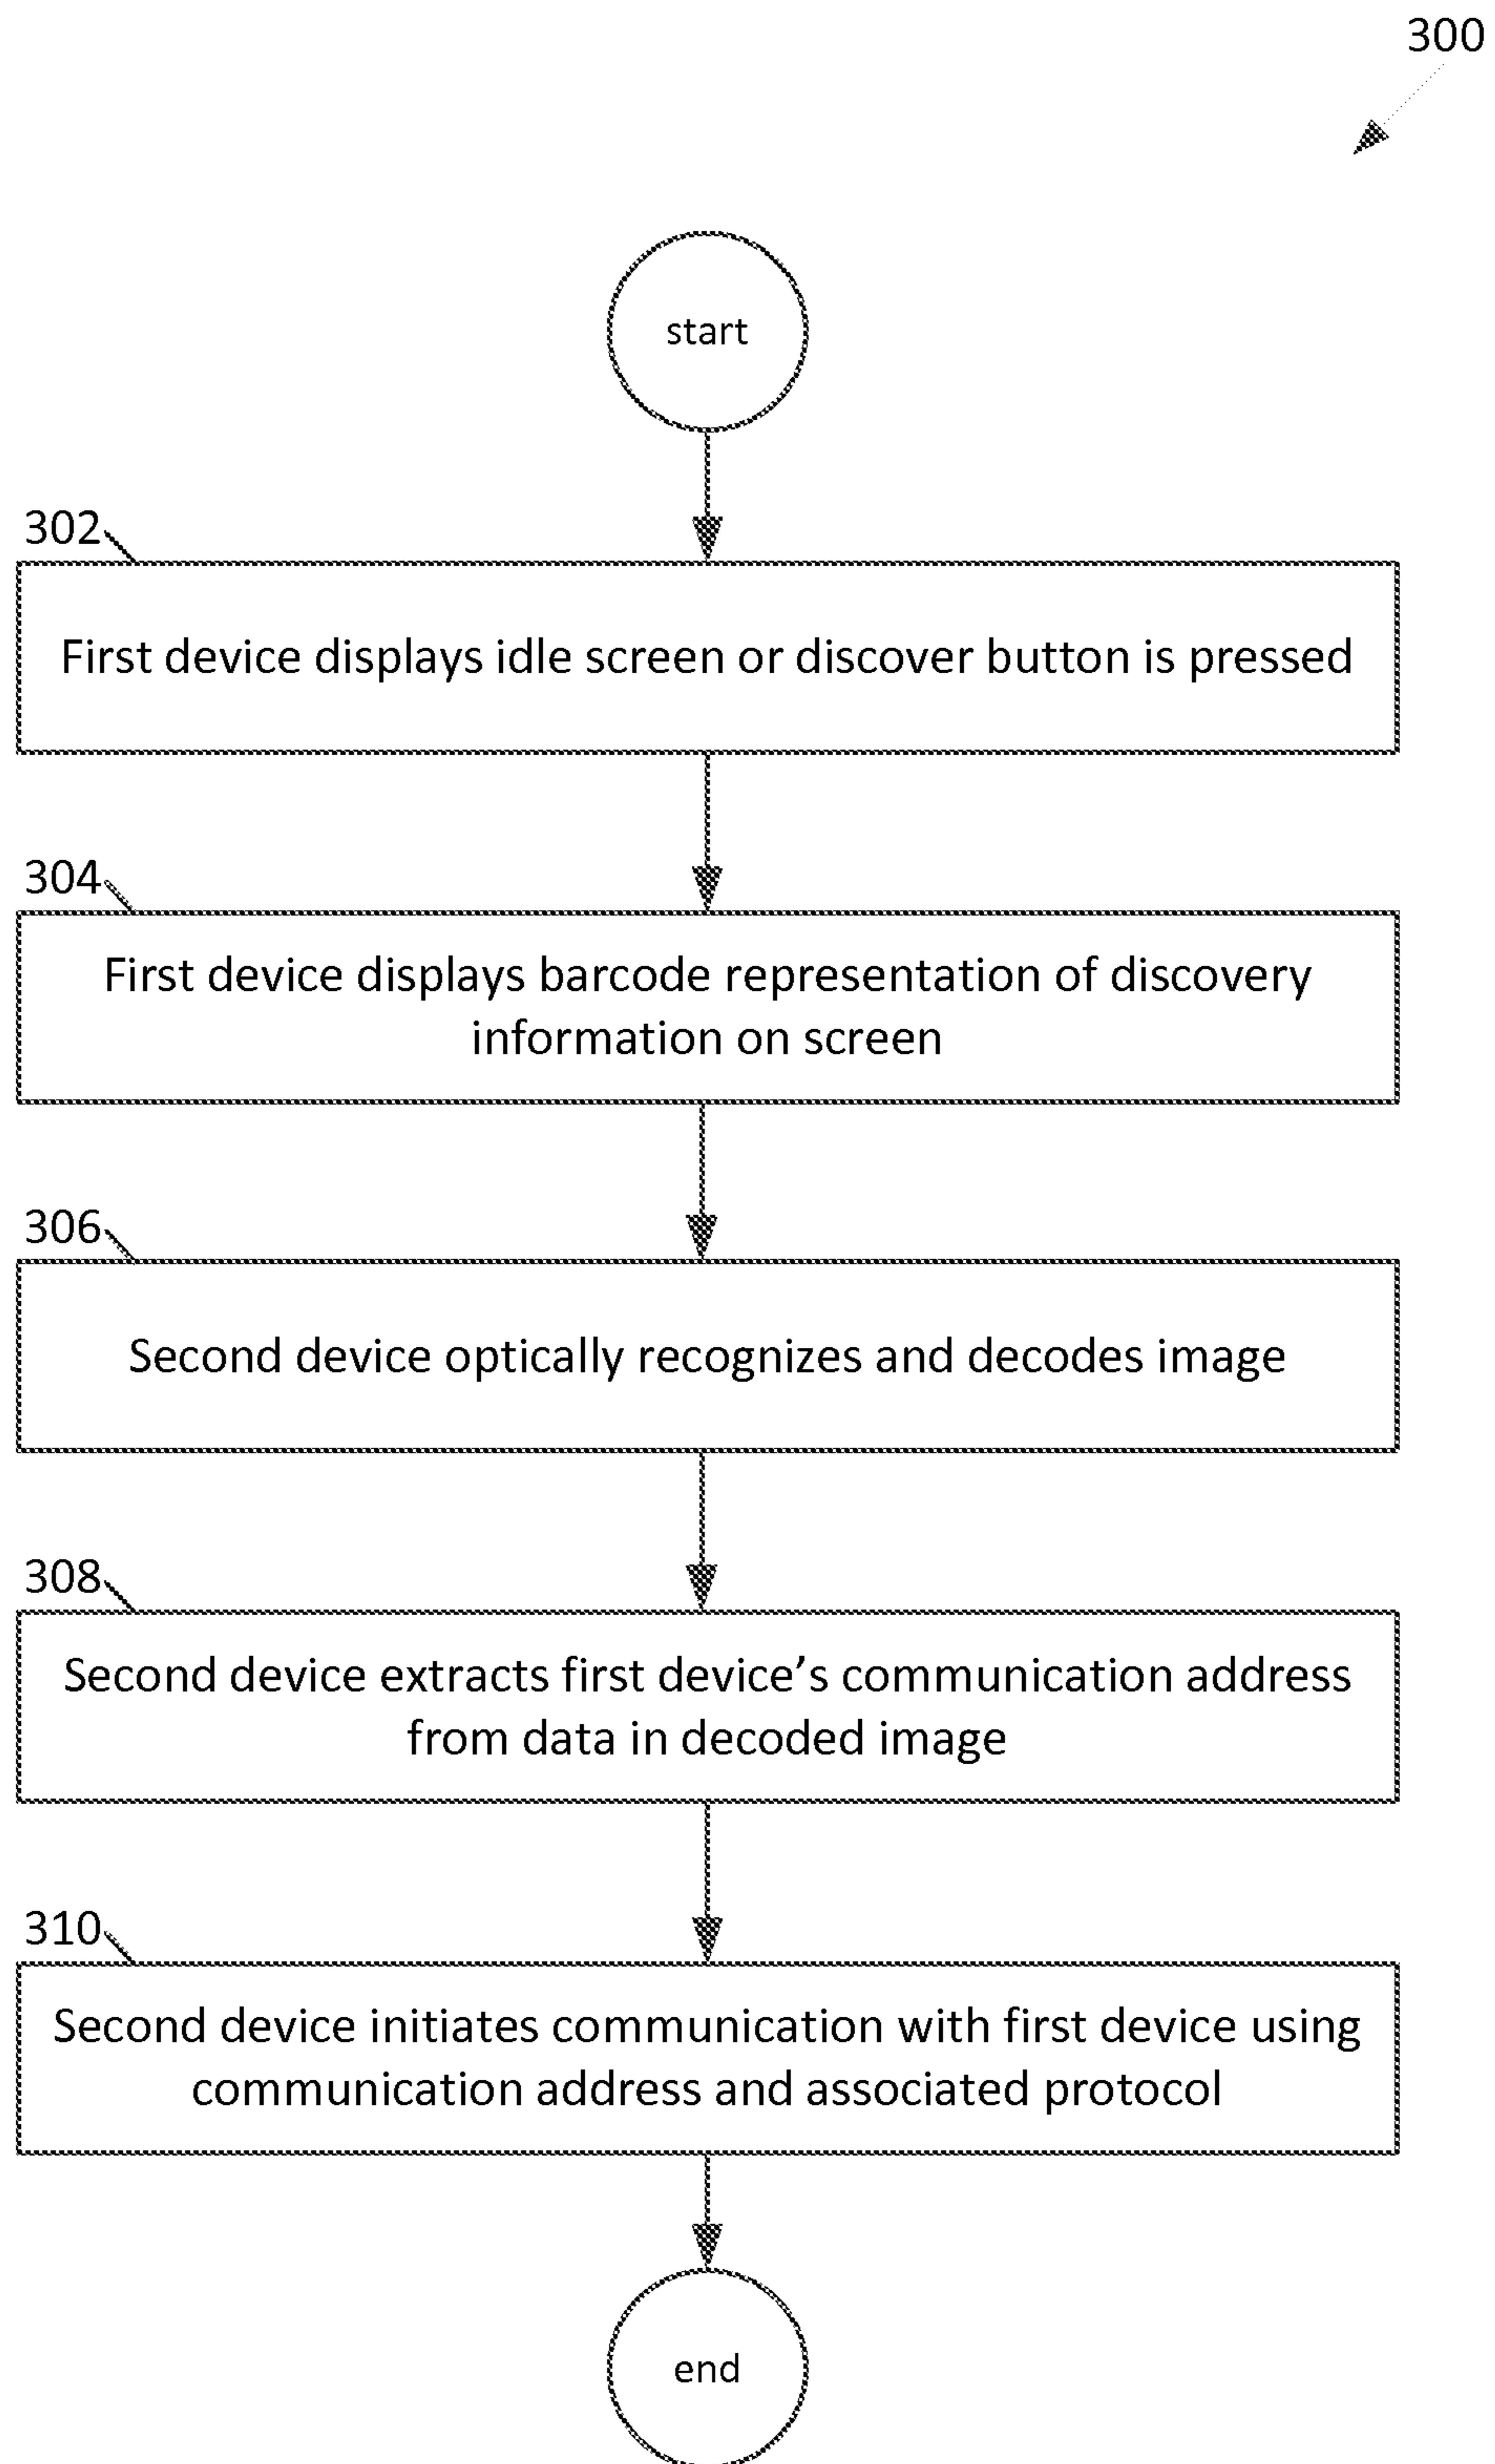 300
start
302
First device displays idle screen or discover button is pressed
304
First device displays barcode representation of discovery
information on screen
306
Second device optically recognizes and decodes image
308
Second device extracts first device’s communication address
from data in decoded image
310
Second device initiates communication with first device using
communication address and associated protocol
end